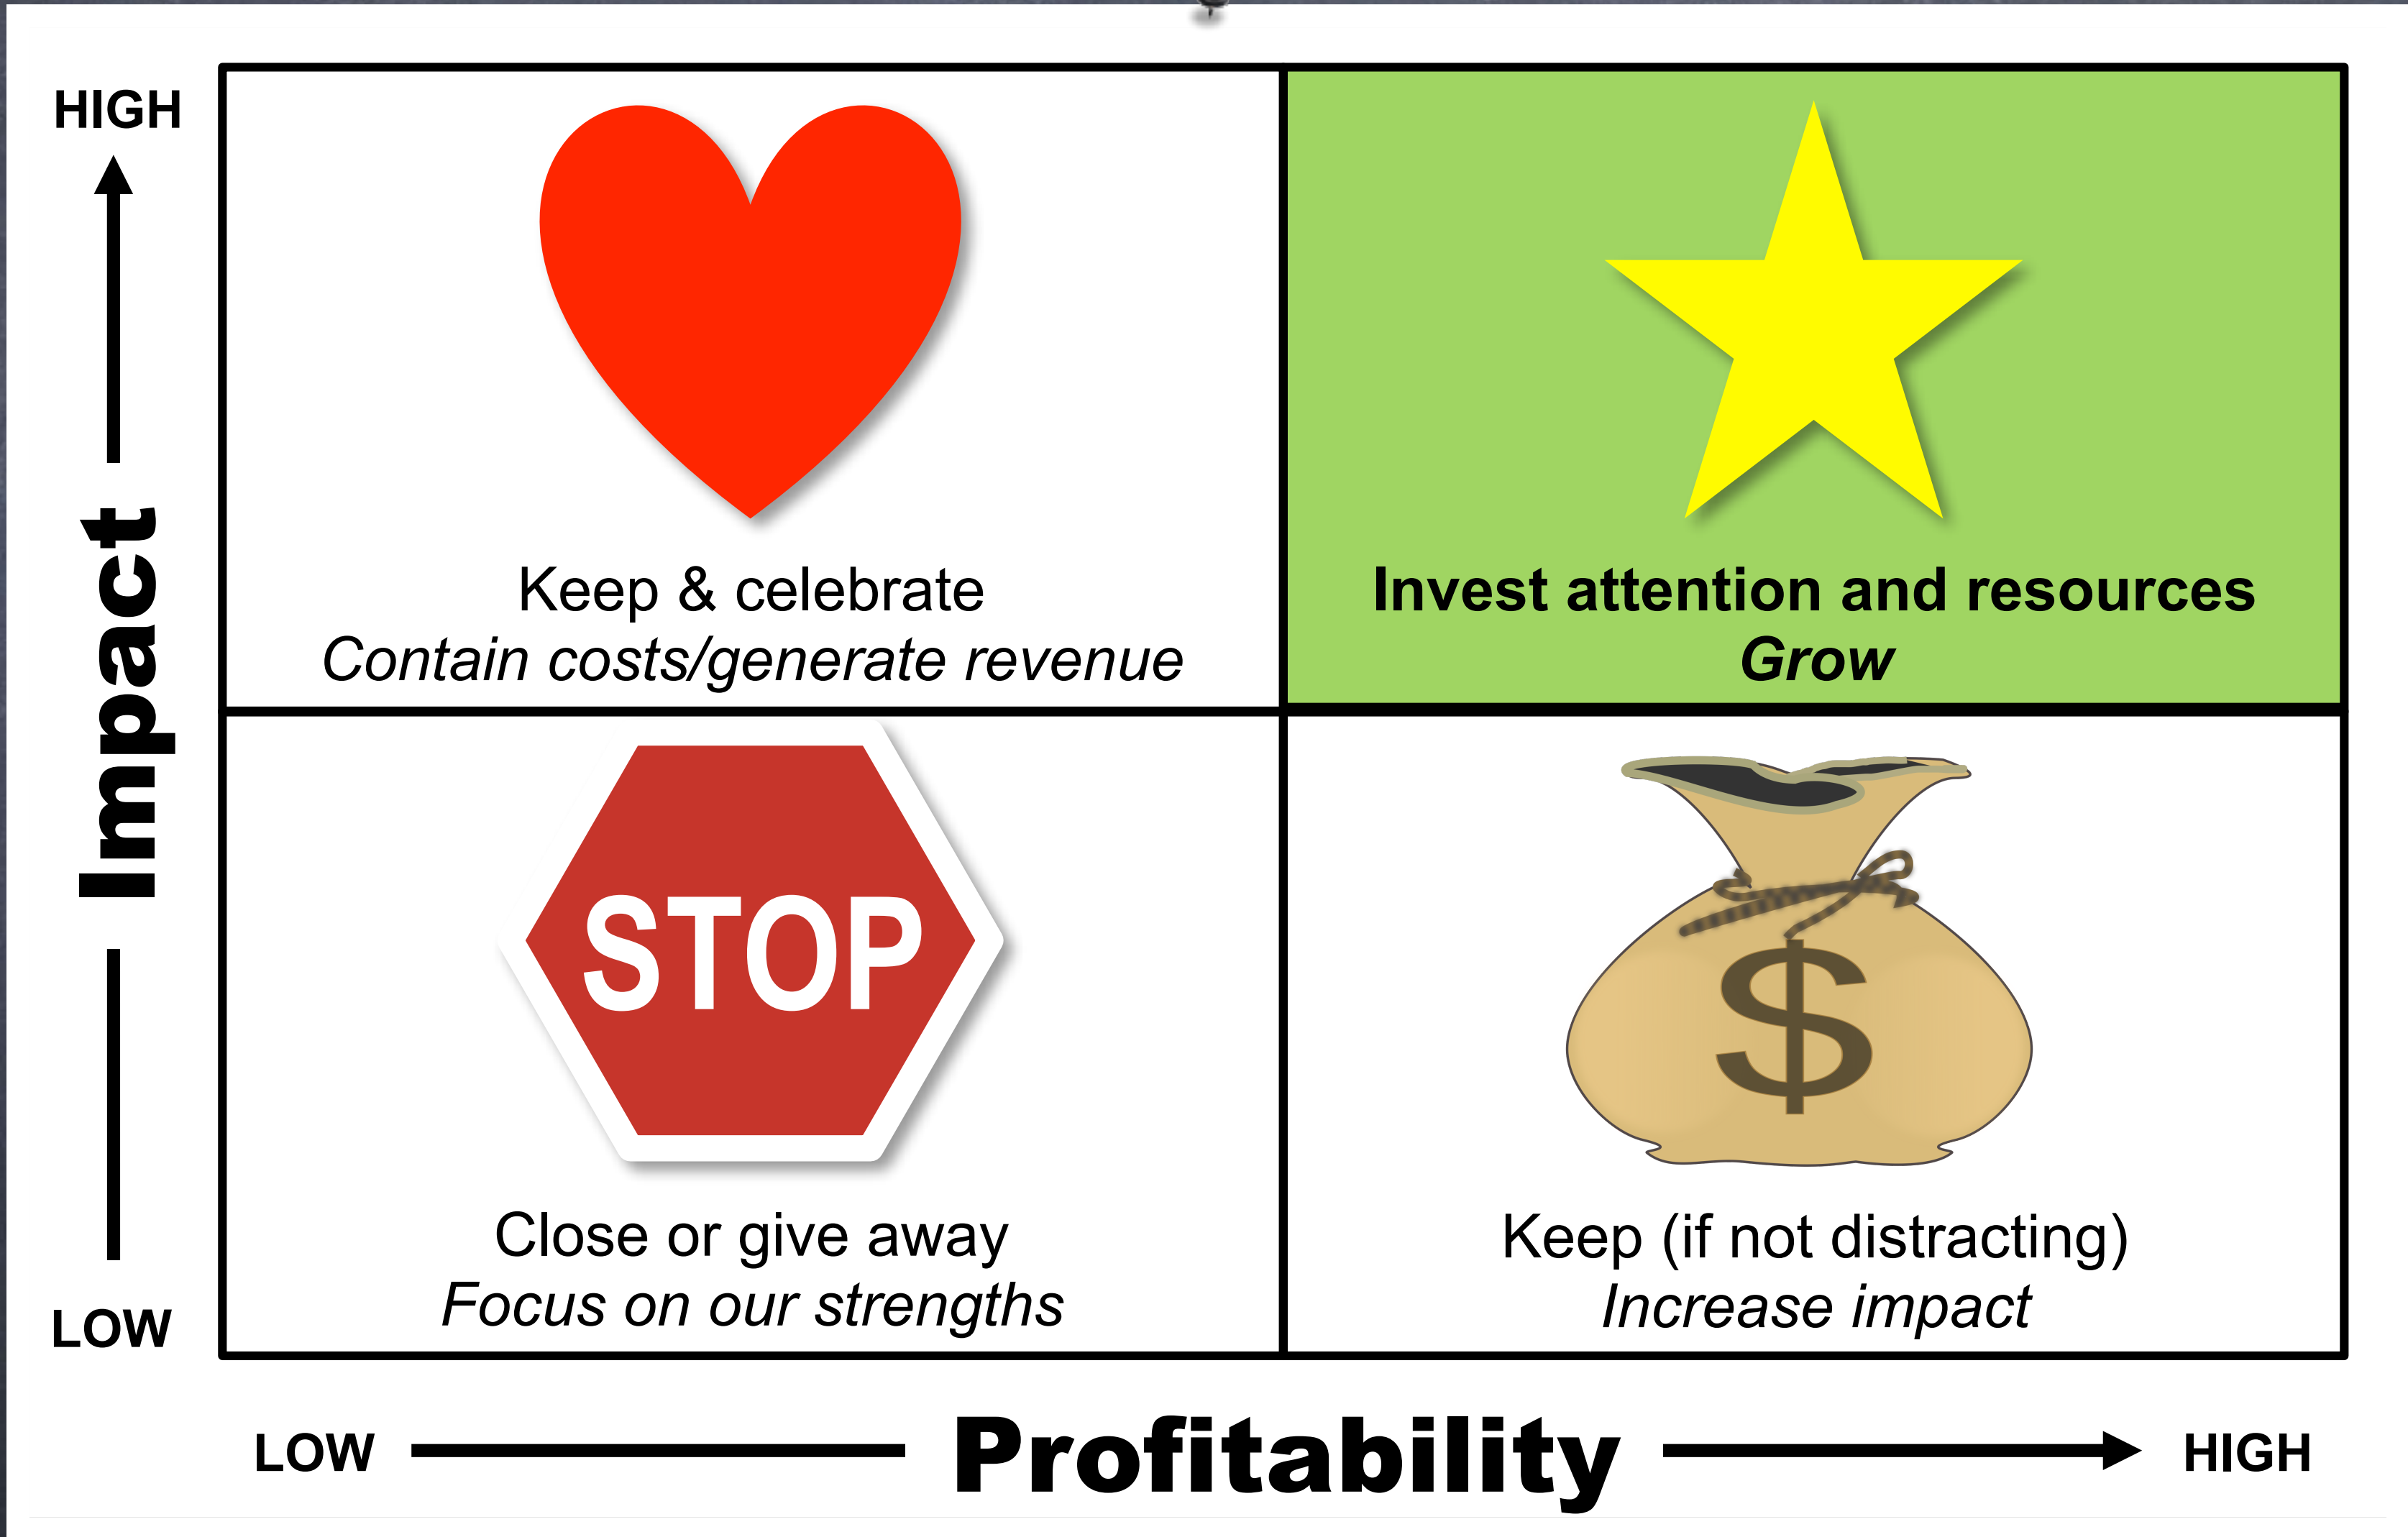 HIGH
Keep & celebrate
Contain costs/generate revenue
Invest attention and resources
Grow
Impact
STOP
$
Close or give away
Focus on our strengths
Keep (if not distracting)
Increase impact
LOW
LOW
Profitability
HIGH